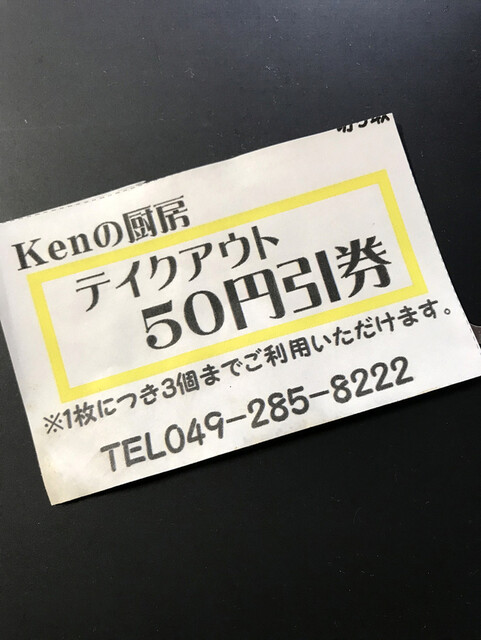 Kenの厨房
テイクアウト
50円引券
※1枚につき3個までご利用いただけます。
TEL049-285-8222